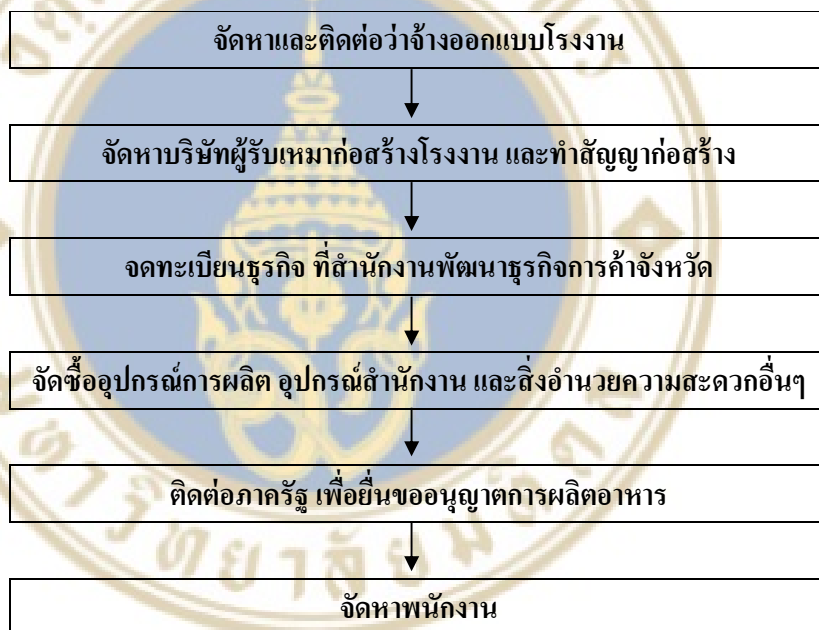 จัดหาและติดต่อว่าจ้างออกแบบโรงงาน
จัดหาบริษัทผู้รับเหมาก่อสร้างโรงงาน และทำสัญญาก่อสร้าง
จดทะเบียนธุรกิจ ที่สำนักงานพัฒนาธุรกิจการค้าจังหวัด
จัดซื้ออุปกรณ์การผลิต อุปกรณ์สำนักงาน และสิ่งอำนวยความสะดวกอื่นๆ
ติดต่อภาครัฐ เพื่อยื่นขออนุญาตการผลิตอาหาร
จัดหาพนักงาน